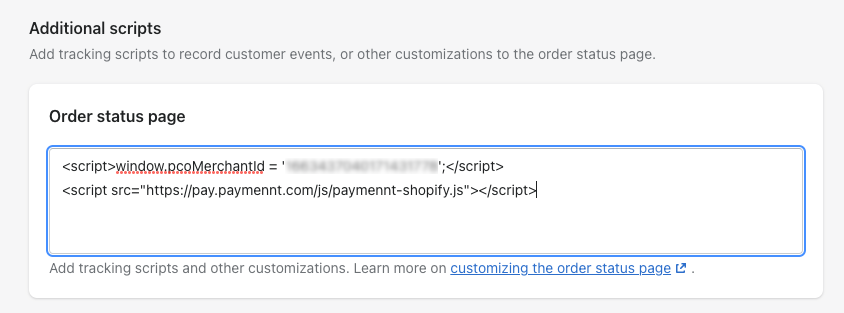 Additional scripts
Add tracking scripts to record customer events, or other customizations to the order status page.
Order status page
<script>window.pcoMerchantId = '';</script>
<script src="https://pay.paymennt.com/js/paymennt-shopify.js"></script>
Add tracking scripts and other customizations. Learn more on customizing the order status page .